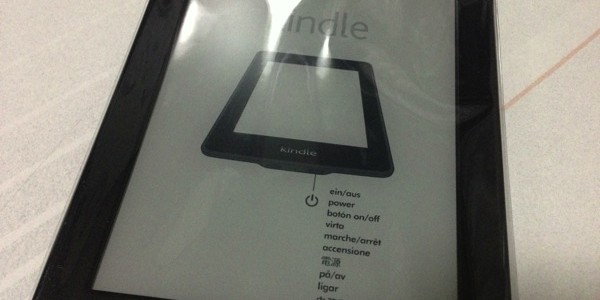 kindle
kindle
ein/aus
power
botón on/off
virta
marche/arrêt
accensione
電源
på/av
ligar